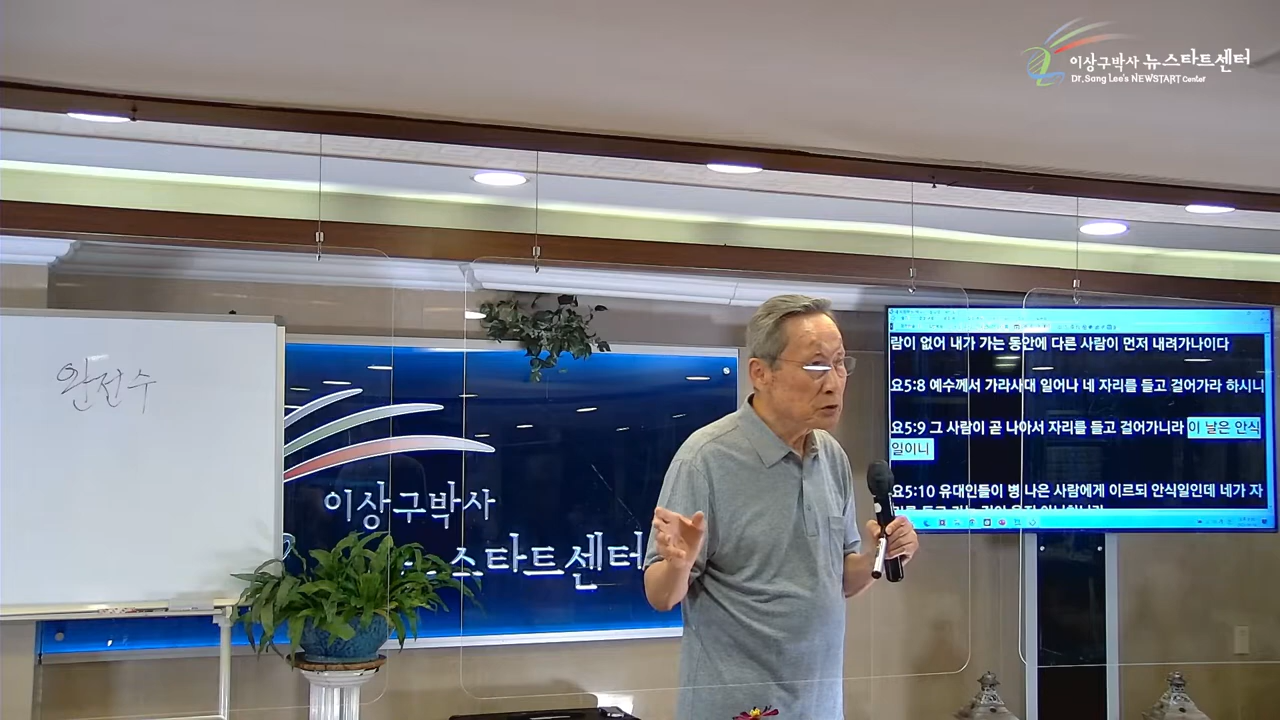 이상구박사 뉴스타트센터
Dr. Sang Lee's NEWSTART Center
완전수
이상구박사
스타트센터
람이 없어 내가 가는 동안에 다른 사람이 먼저 내려가나이다
요5:8 예수께서 가라사대 일어나 네 자리를 들고 걸어가라 하시니
요5:9 그 사람이 곧 나아서 자리를 들고 걸어가니라 이 날은 안식
일이니
요5:10 유대인들이 병 나은 사람에게 이르되 안식일인데 네가 자